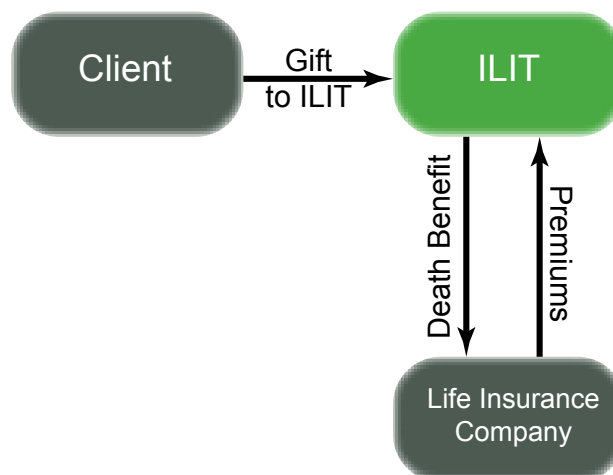 Client
Gift
to ILIT
ILIT
Death Benefit
Premiums
Life Insurance
Company